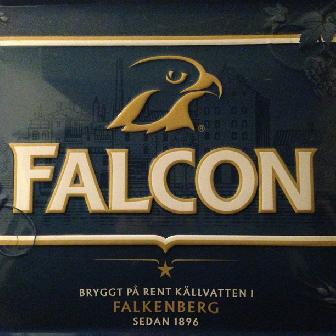 ®
FALCON
BRYGGT PÅ RENT KÄLLVATTEN I
FALKENBERG
SEDAN 1896